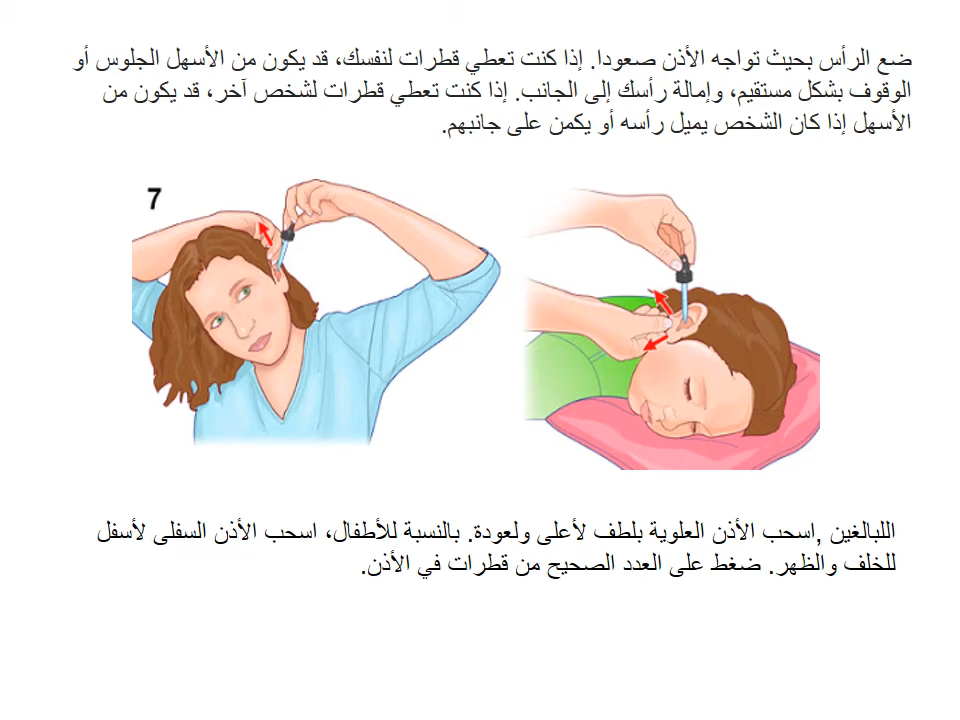 ضع الرأس بحيث تواجه الأذن صعودا. إذا كنت تعطي قطرات لنفسك، قد يكون من الأسهل الجلوس أو
الوقوف بشكل مستقيم، وإمالة رأسك إلى الجانب. إذا كنت تعطي قطرات لشخص آخر، قد يكون من
الأسهل إذا كان الشخص يميل رأسه أو يكمن على جانبهم.
7
اللبالغين ,اسحب الأذن العلوية بلطف لأعلى ولعودة. بالنسبة للأطفال، اسحب الأذن السفلى لأسفل
للخلف والظهر. ضغط على العدد الصحيح من قطرات في الأذن.